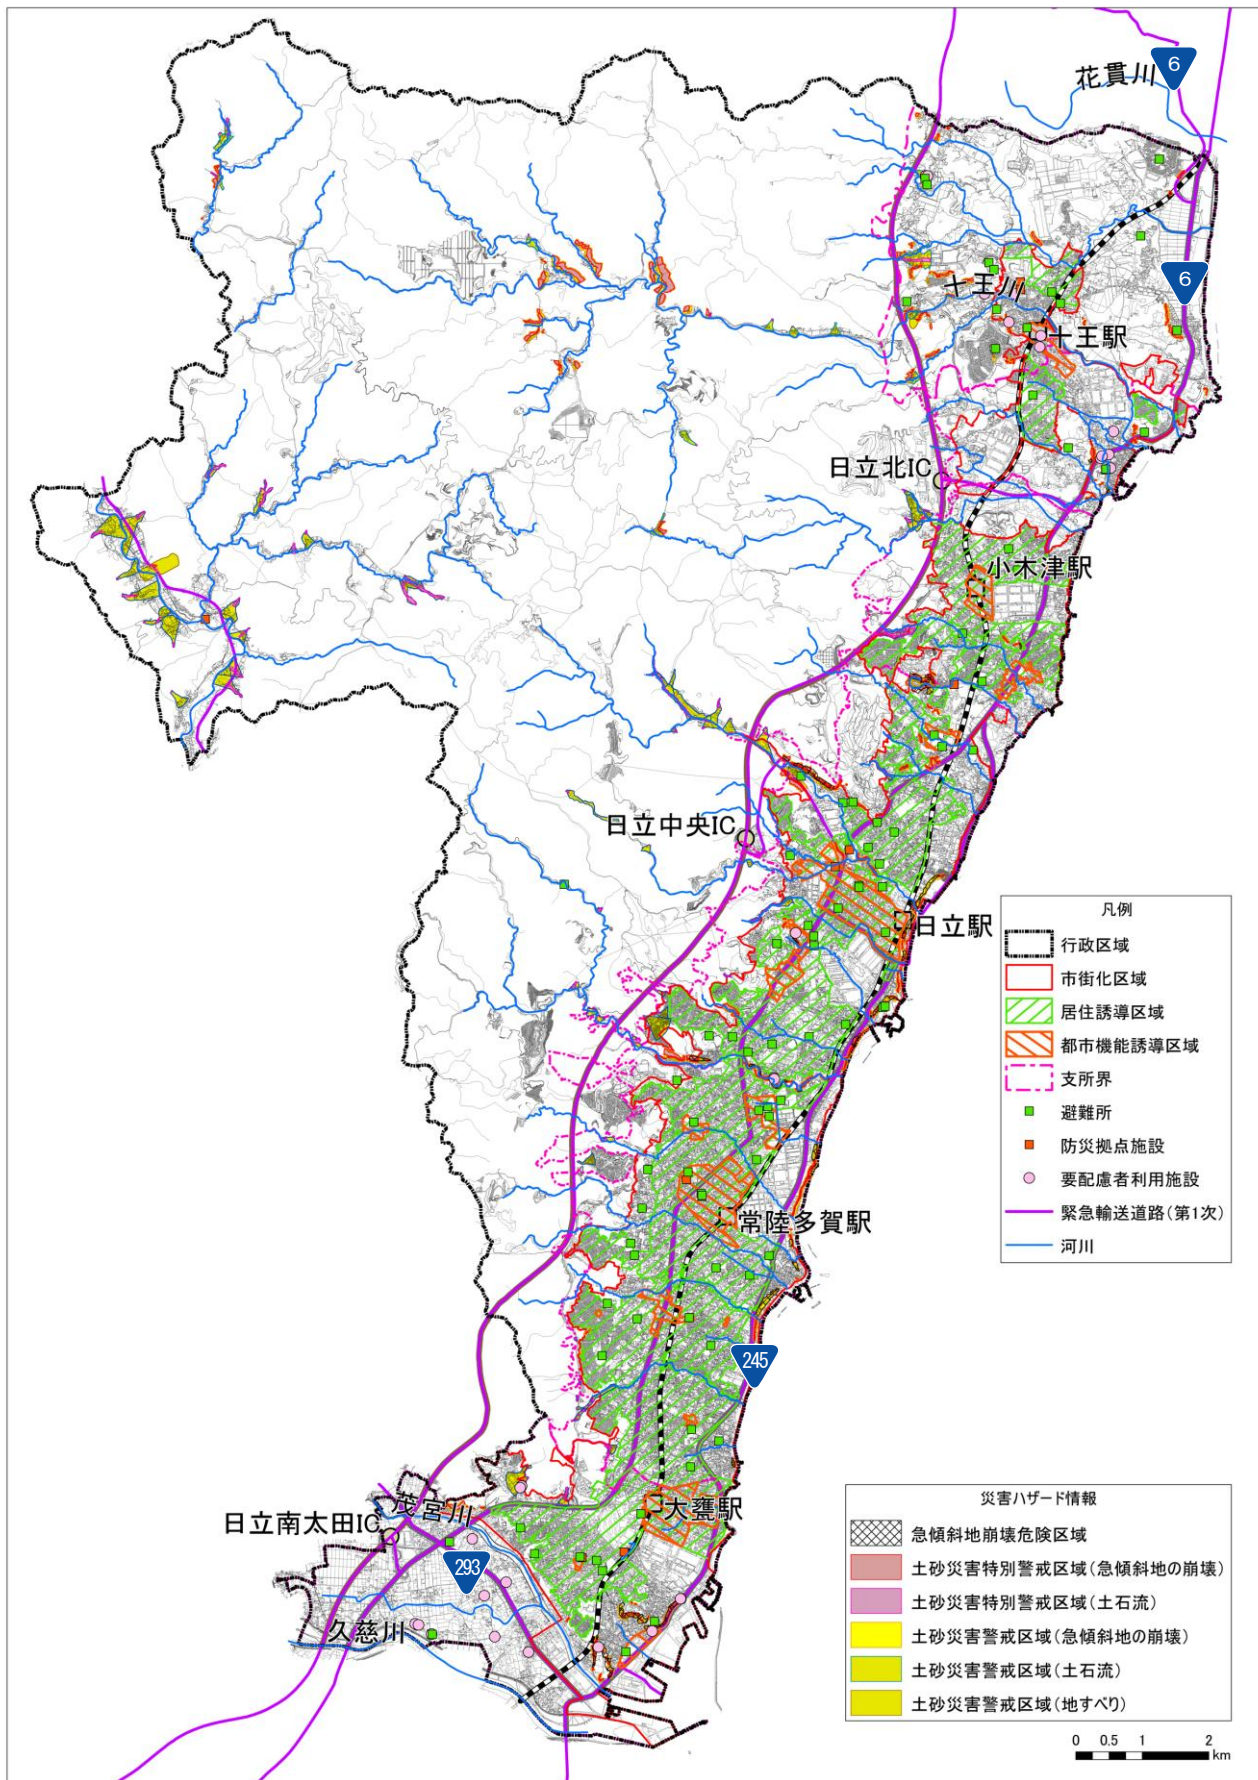 花貫川
6
6
十王川
十王駅
日立北IC
小木津駅
日立中央IC
日立駅
常陸多賀駅
245
茂宮川
大甕駅
日立南太田IC
293
久慈川
凡例
行政区域
市街化区域
居住誘導区域
都市機能誘導区域
支所界
避難所
防災拠点施設
要配慮者利用施設
緊急輸送道路(第1次)
河川
災害ハザード情報
急傾斜地崩壊危険区域
土砂災害特別警戒区域(急傾斜地の崩壊)
土砂災害特別警戒区域(土石流)
土砂災害警戒区域(急傾斜地の崩壊)
土砂災害警戒区域(土石流)
土砂災害警戒区域(地すべり)
0 0.5 1 2
km